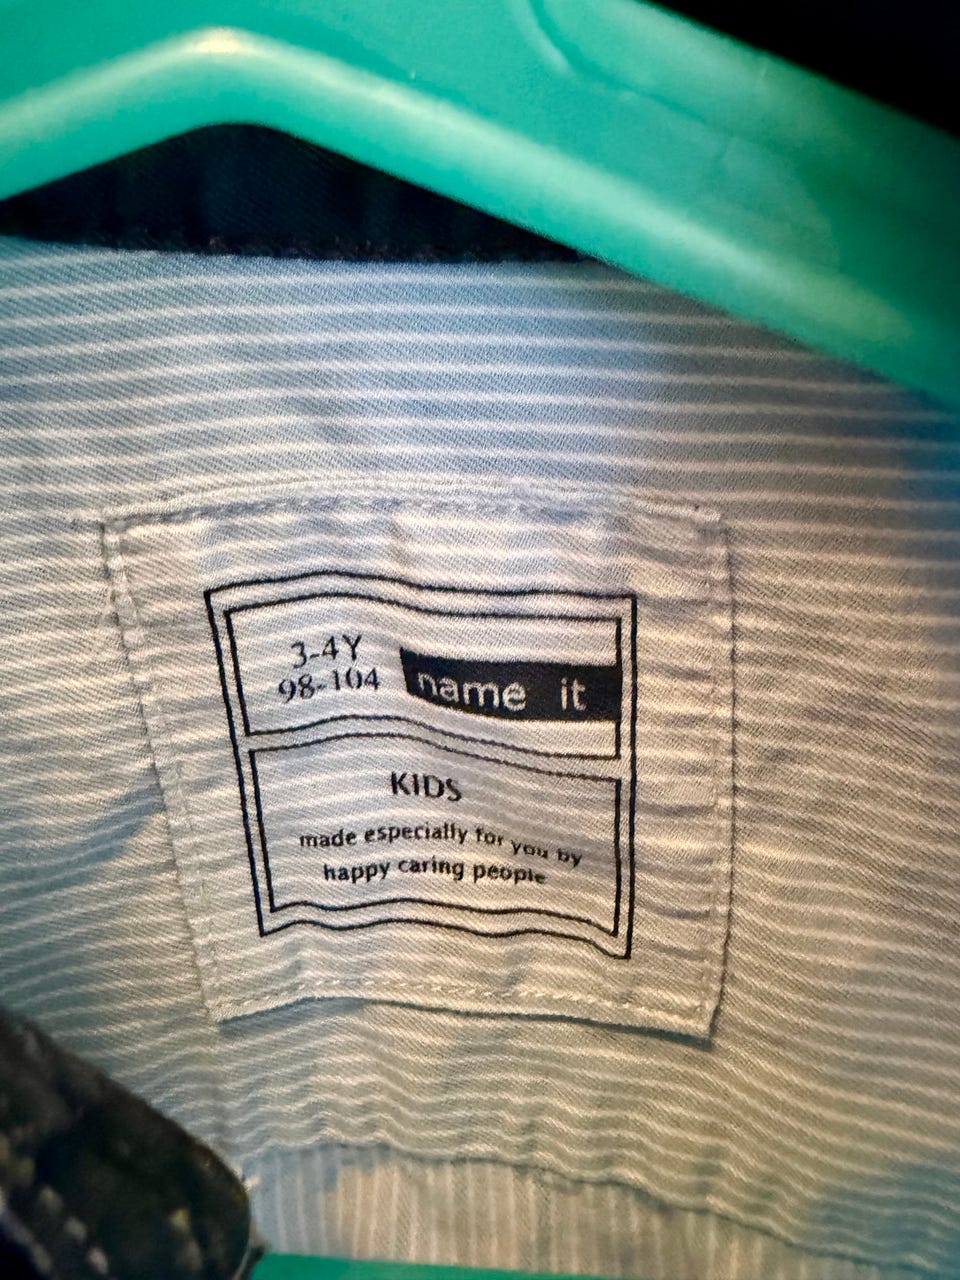 3-4Y
98-104
name it
KIDS
made especially for you by
happy caring people